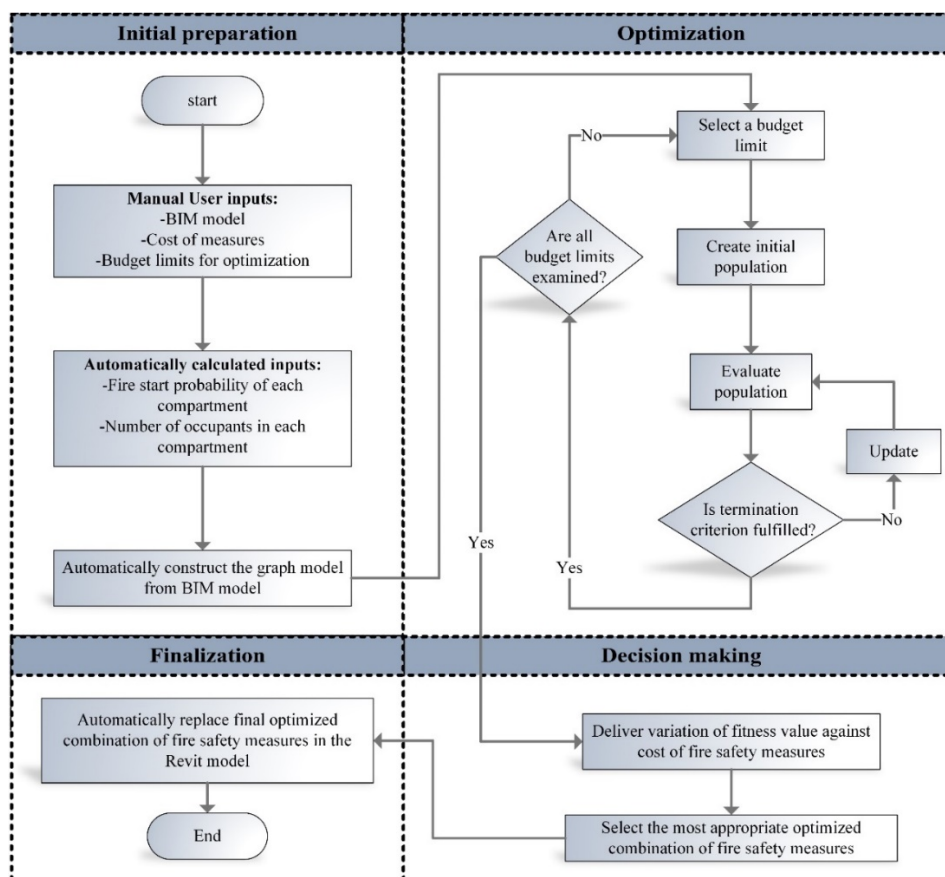 Initial preparation
start
Manual User inputs:
-BIM model
-Cost of measures
-Budget limits for optimization
Automatically calculated inputs:
-Fire start probability of each
compartment
-Number of occupants in each
compartment
Automatically construct the graph model
from BIM model
Optimization
Select a budget
limit
No
Are all
budget limits
examined?
Create initial
population
Evaluate
population
Update
Is termination
criterion fulfilled?
No
Yes
Yes
Decision making
Deliver variation of fitness value against
cost of fire safety measures
Select the most appropriate optimized
combination of fire safety measures
Finalization
Automatically replace final optimized
combination of fire safety measures in the
Revit model
End